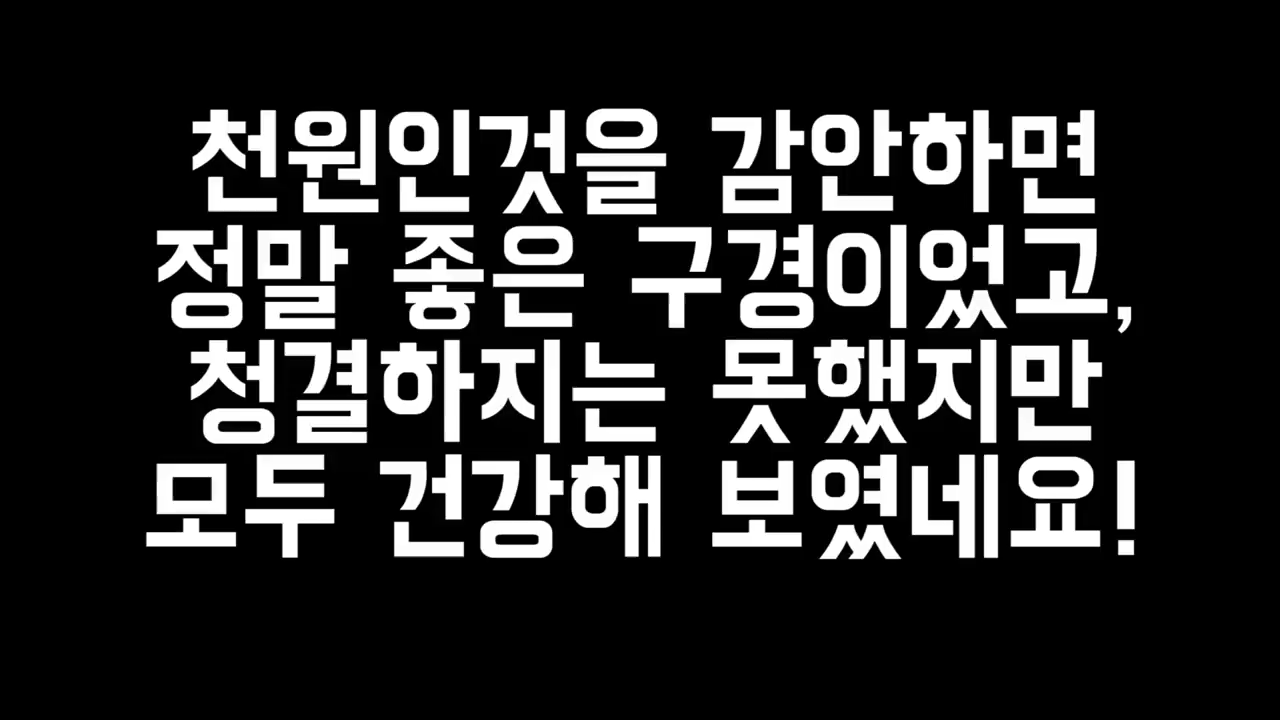 천원인것을 감안하면
정말 좋은 구경이었고,
청결하지는 못했지만
모두 건강해 보였네요!